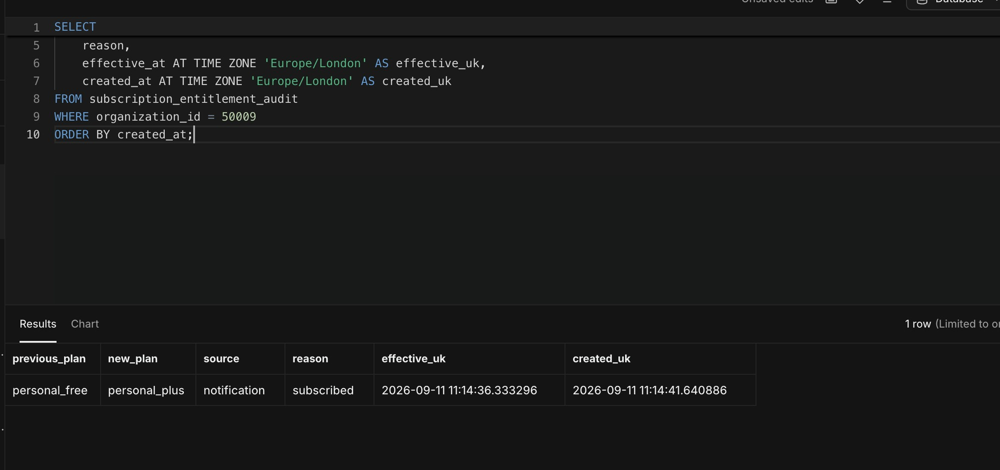 Unsaved edits Database
1 SELECT
5 reason,
6 effective_at AT TIME ZONE 'Europe/London' AS effective_uk,
7 created_at AT TIME ZONE 'Europe/London' AS created_uk
8 FROM subscription_entitlement_audit
9 WHERE organization_id = 50009
10 ORDER BY created_at;
Results Chart 1 row (Limited to
previous_plan new_plan source reason effective_uk created_uk
personal_free personal_plus notification subscribed 2026-09-11 11:14:36.333296 2026-09-11 11:14:41.640886